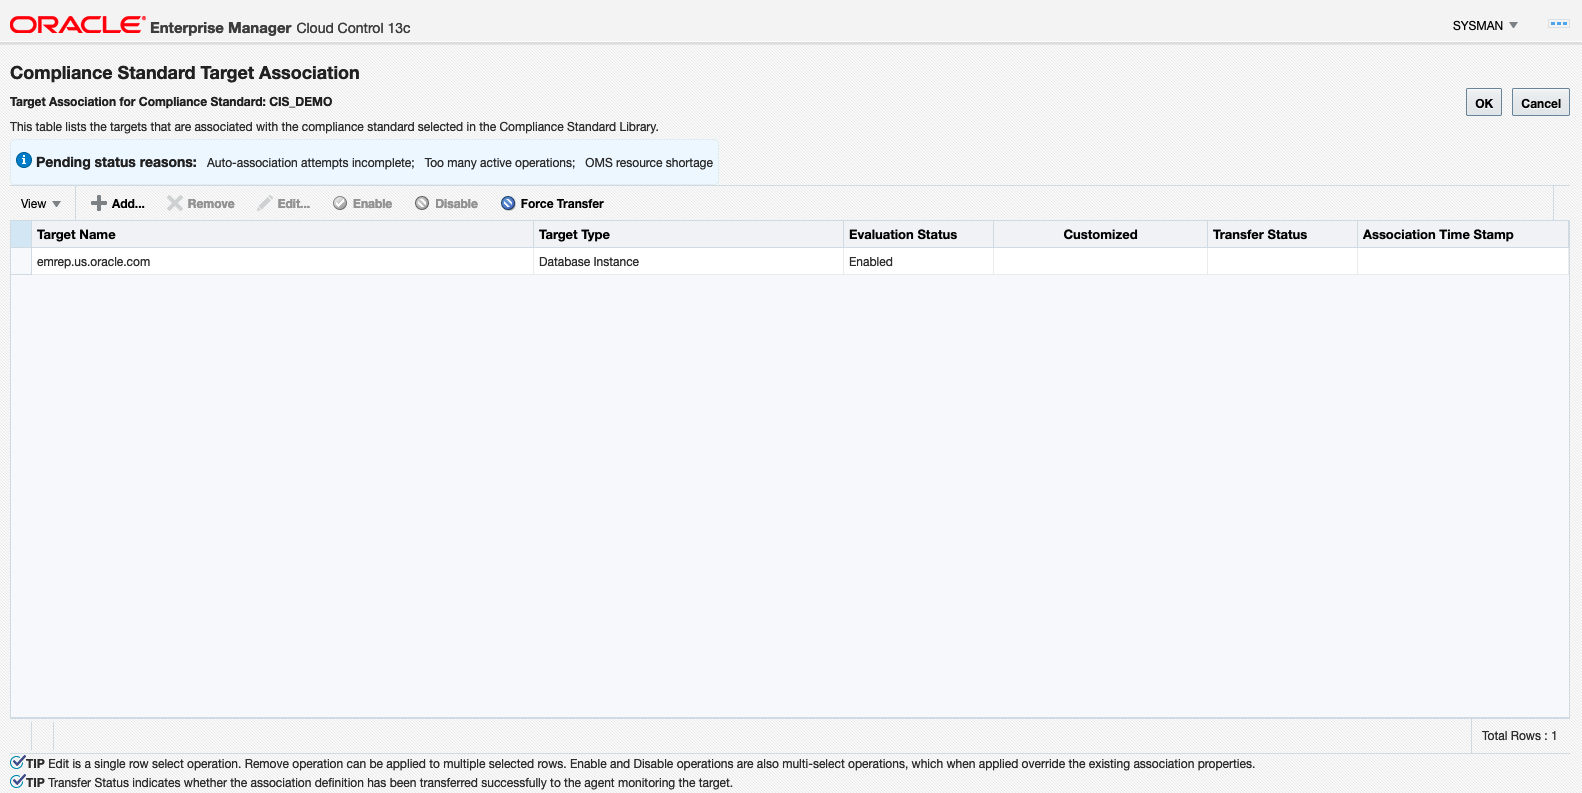 ORACLE Enterprise Manager Cloud Control 13c
SYSMAN
Compliance Standard Target Association
Target Association for Compliance Standard: CIS_DEMO
OK Cancel
This table lists the targets that are associated with the compliance standard selected in the Compliance Standard Library.
Pending status reasons: Auto-association attempts incomplete; Too many active operations; OMS resource shortage
View Add... Remove Edit... Enable Disable Force Transfer
Target Name Target Type Evaluation Status Customized Transfer Status Association Time Stamp
emrep.us.oracle.com Database Instance Enabled
Total Rows : 1
TIP Edit is a single row select operation. Remove operation can be applied to multiple selected rows. Enable and Disable operations are also multi-select operations, which when applied override the existing association properties.
TIP Transfer Status indicates whether the association definition has been transferred successfully to the agent monitoring the target.